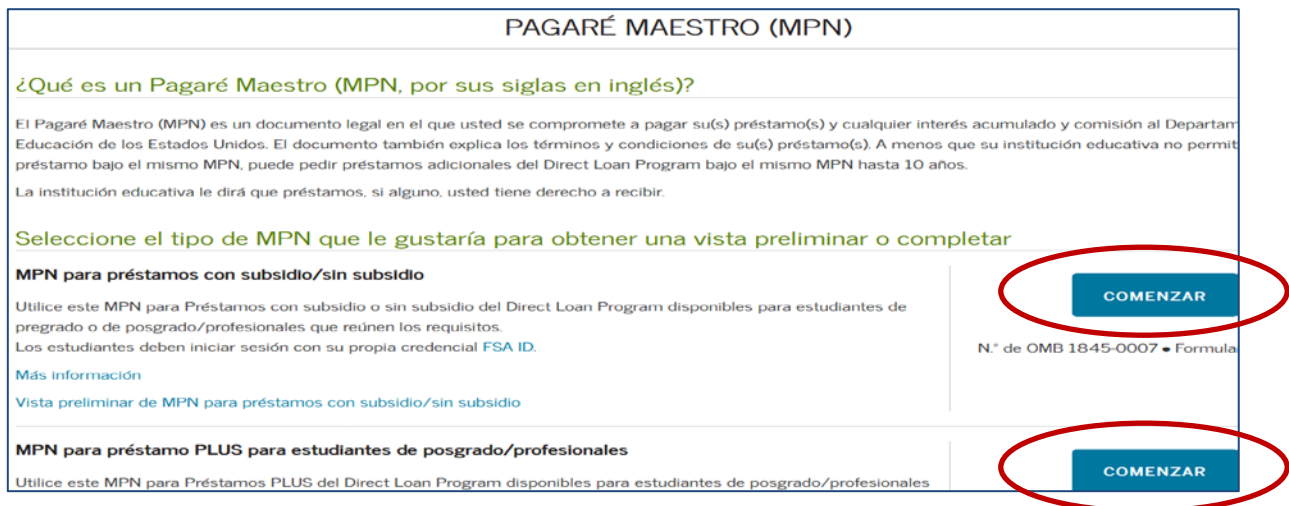 PAGARÉ MAESTRO (MPN)
¿Qué es un Pagaré Maestro (MPN, por sus siglas en inglés)?
El Pagaré Maestro (MPN) es un documento legal en el que usted se compromete a pagar su(s) préstamo(s) y cualquier interés acumulado y comisión al Departam
Educación de los Estados Unidos. El documento también explica los términos y condiciones de su(s) préstamo(s). A menos que su institución educativa no permit
préstamo bajo el mismo MPN, puede pedir préstamos adicionales del Direct Loan Program bajo el mismo MPN hasta 10 años.
La institución educativa le dirá que préstamos, si alguno, usted tiene derecho a recibir.
Seleccione el tipo de MPN que le gustaría para obtener una vista preliminar o completar
MPN para préstamos con subsidio/sin subsidio
Utilice este MPN para Préstamos con subsidio o sin subsidio del Direct Loan Program disponibles para estudiantes de
pregrado o de posgrado/profesionales que reúnen los requisitos.
Los estudiantes deben iniciar sesión con su propia credencial FSA ID.
Más información
Vista preliminar de MPN para préstamos con subsidio/sin subsidio
COMENZAR
N.° de OMB 1845-0007 • Formula
MPN para préstamo PLUS para estudiantes de posgrado/profesionales
Utilice este MPN para Préstamos PLUS del Direct Loan Program disponibles para estudiantes de posgrado/profesionales
COMENZAR